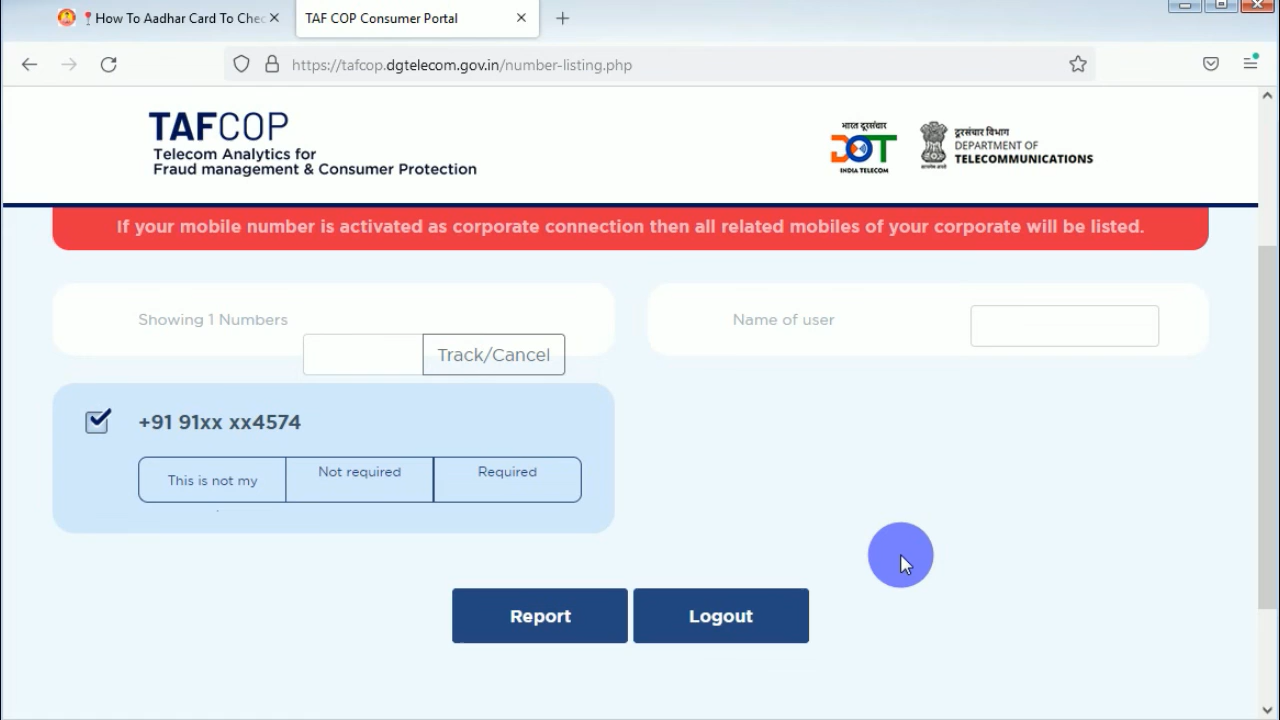 📍How To Aadhar Card To Chec
TAF COP Consumer Portal
https://tafcop.dgtelecom.gov.in/number-listing.php
TAFCOP
Telecom Analytics for
Fraud management & Consumer Protection
भारत दूरसंचार
DOT
INDIA TELECOM
दूरसंचार विभाग
DEPARTMENT OF
TELECOMMUNICATIONS
If your mobile number is activated as corporate connection then all related mobiles of your corporate will be listed.
Showing 1 Numbers
Track/Cancel
Name of user
+91 91xx xx4574
This is not my
Not required
Required
Report
Logout